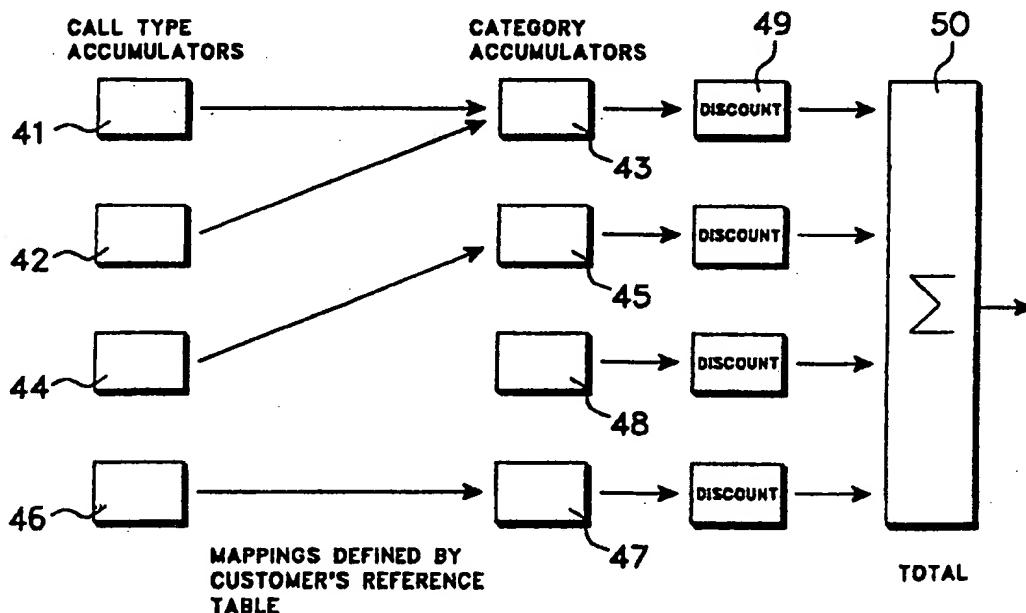 CALL TYPE
ACCUMULATORS
CATEGORY
ACCUMULATORS
49
50
DISCOUNT
41
43
DISCOUNT
42
45
Σ
DISCOUNT
44
48
DISCOUNT
46
47
MAPPINGS DEFINED BY
CUSTOMER'S REFERENCE
TABLE
TOTAL